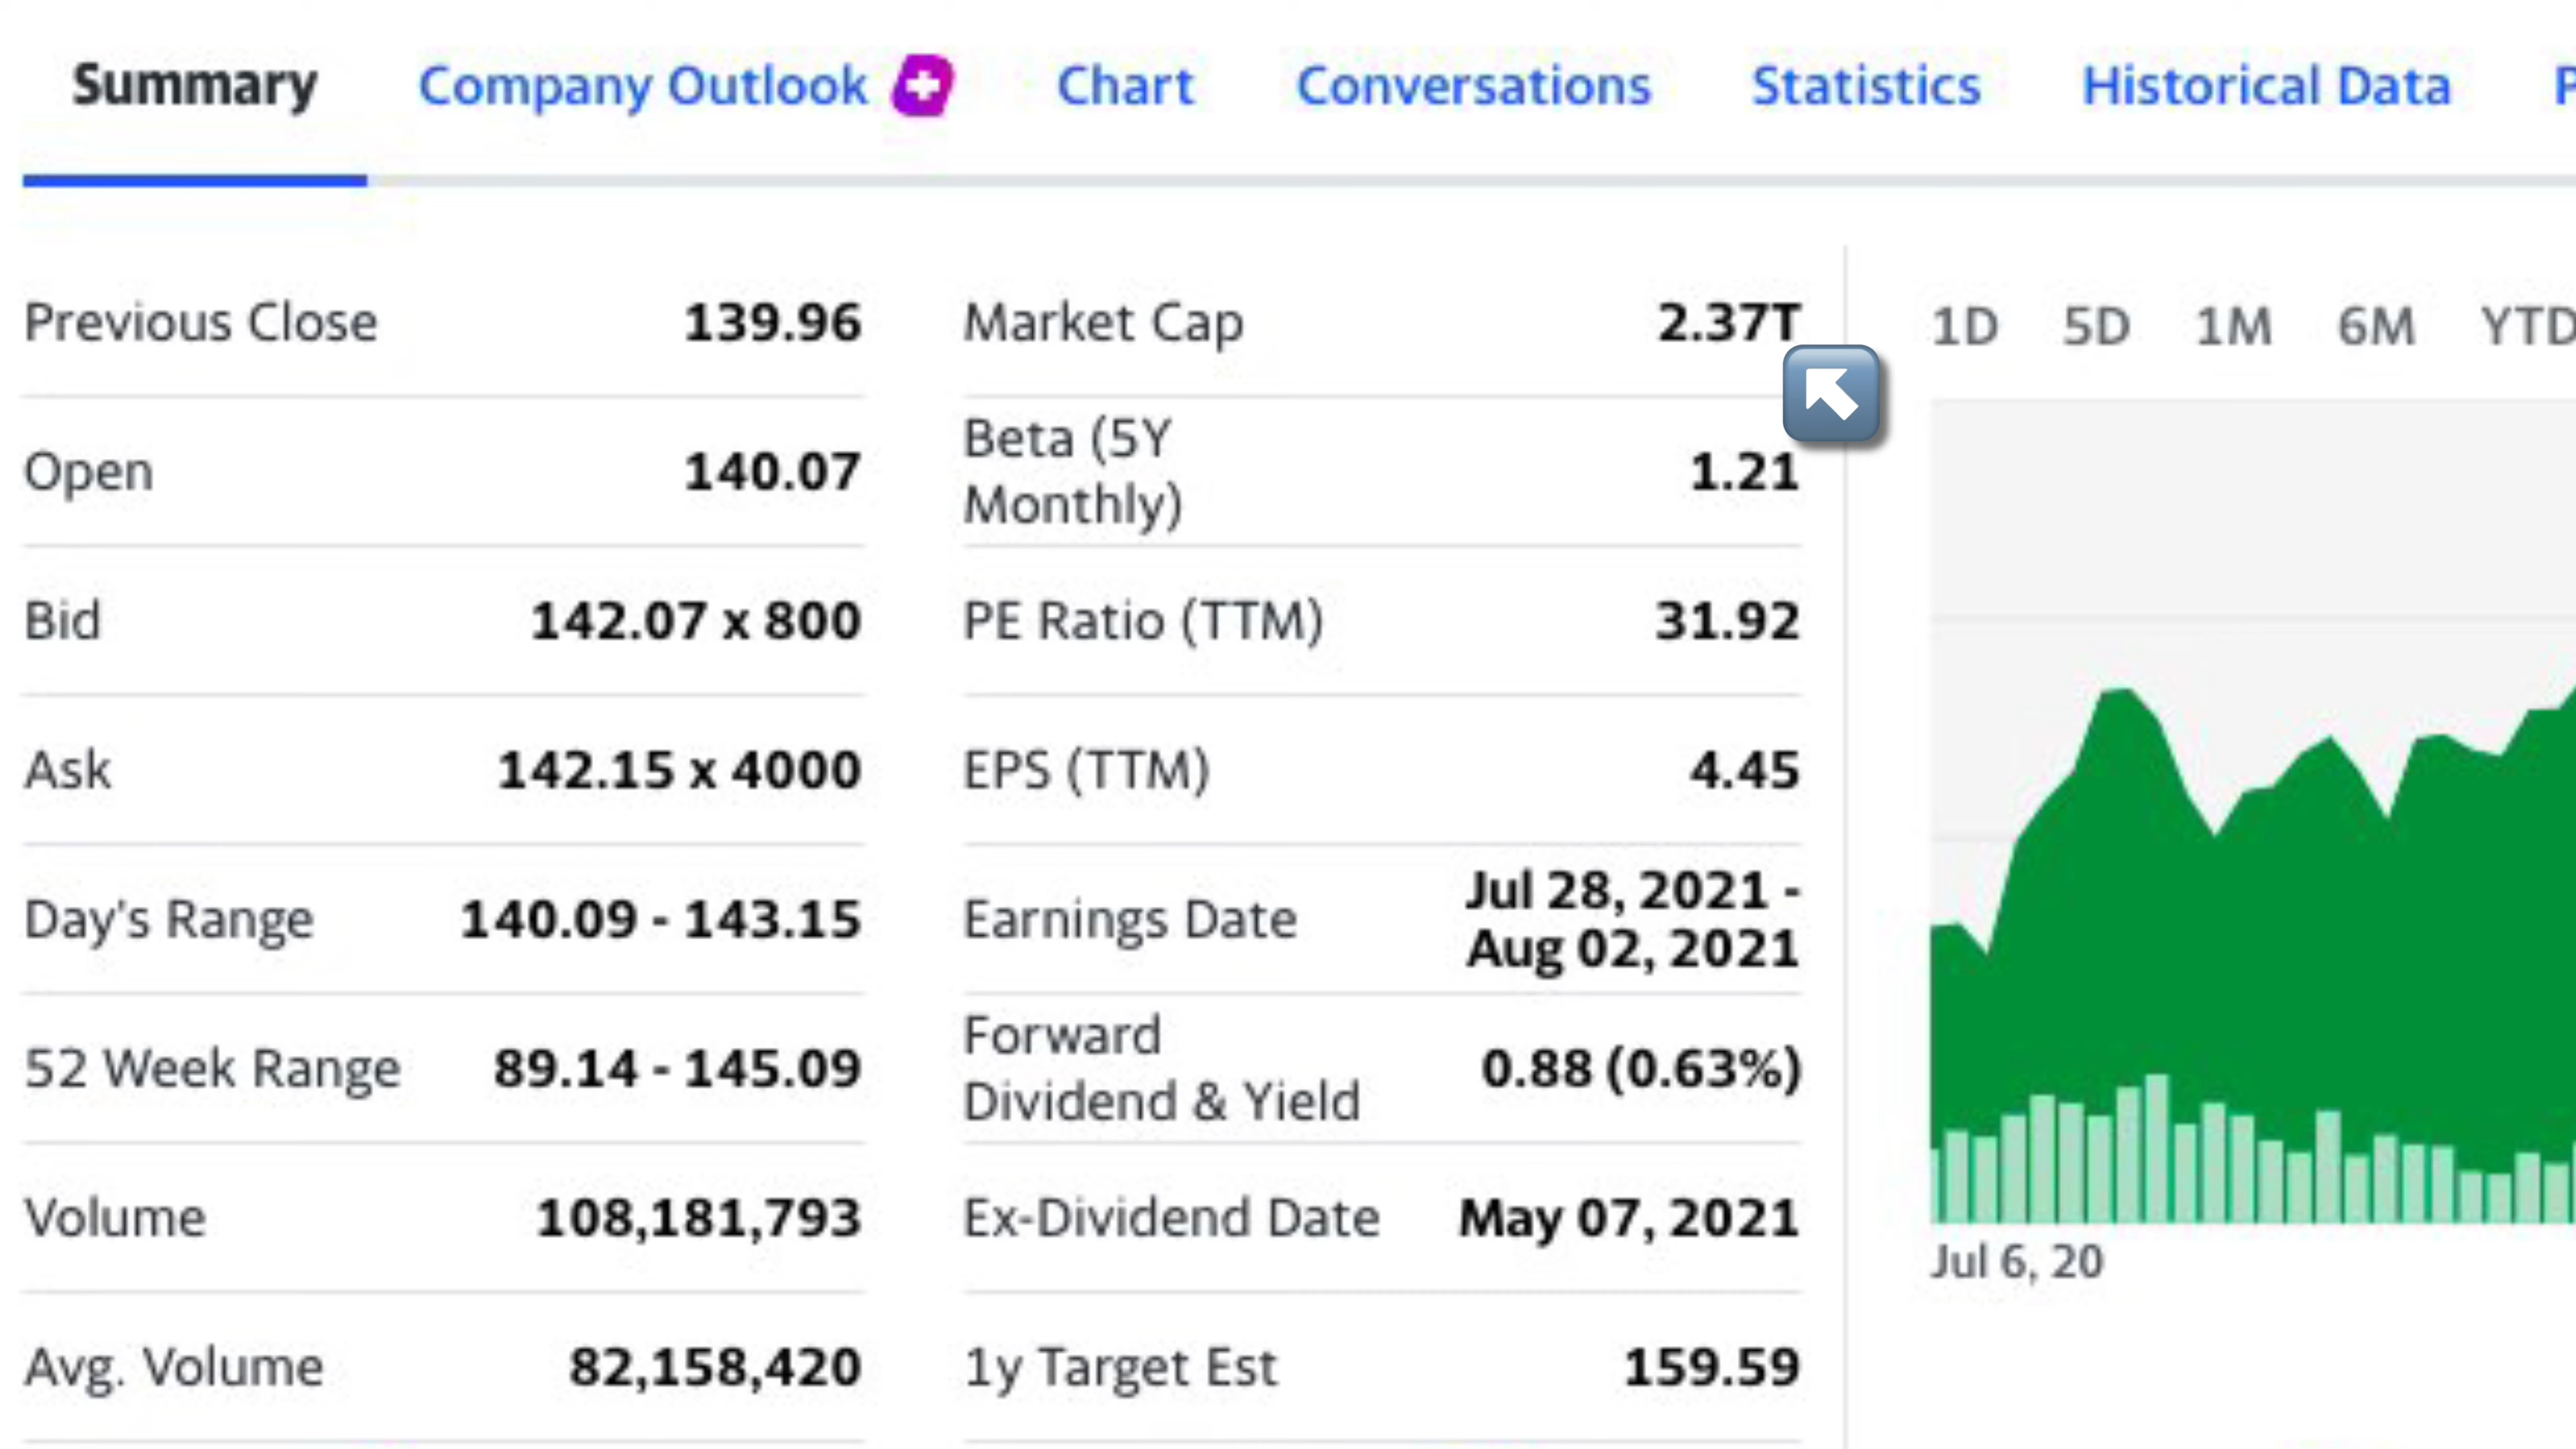 Summary Company Outlook Chart Conversations Statistics Historical Data
Previous Close 139.96
Open 140.07
Bid 142.07 x 800
Ask 142.15 x 4000
Day's Range 140.09 - 143.15
52 Week Range 89.14 - 145.09
Volume 108,181,793
Avg. Volume 82,158,420
Market Cap 2.37T
Beta (5Y
Monthly) 1.21
PE Ratio (TTM) 31.92
EPS (TTM) 4.45
Earnings Date Jul 28, 2021 -
Aug 02, 2021
Forward
Dividend & Yield 0.88 (0.63%)
Ex-Dividend Date May 07, 2021
1y Target Est 159.59
1D 5D 1M 6M YTD
Jul 6, 20